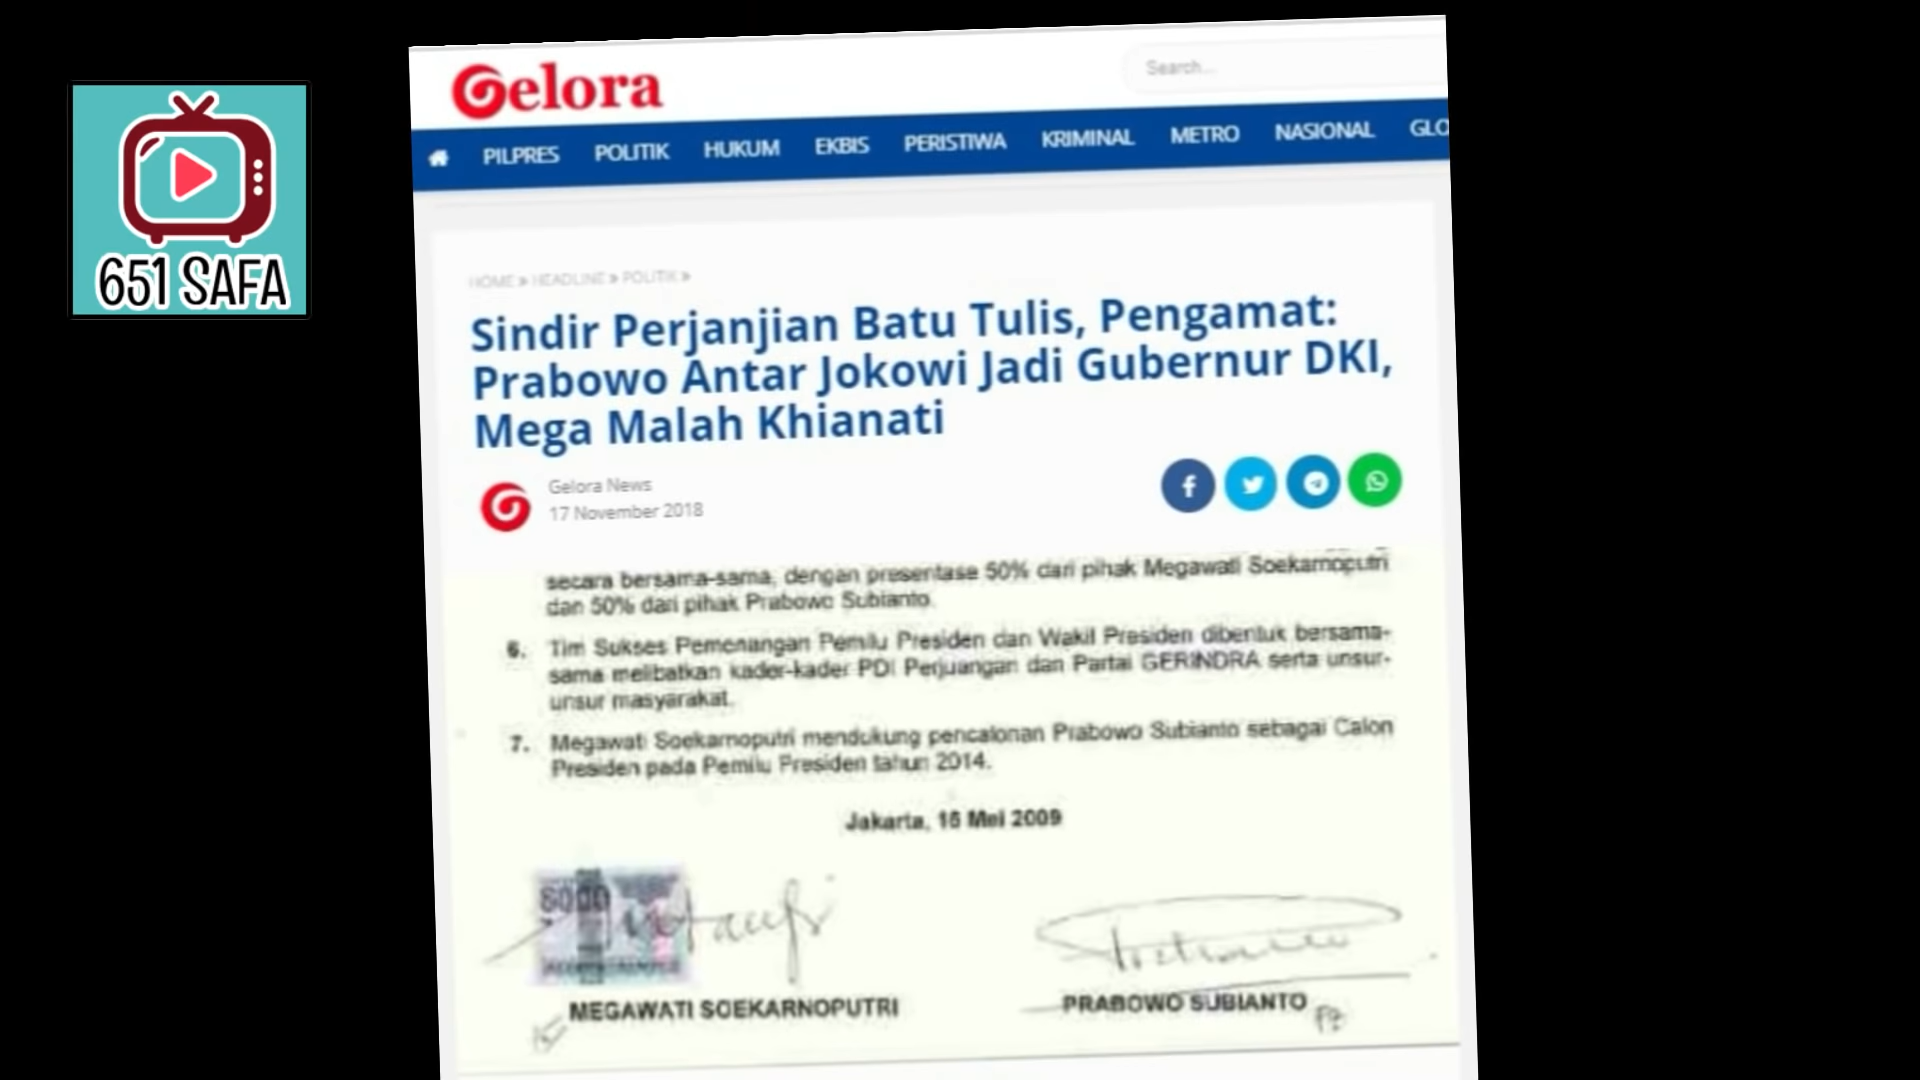 651 SAFA
Gelora
Search...
PILPRES POLITIK HUKUM EKBIS PERISTIWA KRIMINAL METRO NASIONAL GLO
HOME » HEADLINE » POLITIK »
Sindir Perjanjian Batu Tulis, Pengamat:
Prabowo Antar Jokowi Jadi Gubernur DKI,
Mega Malah Khianati
Gelora News
17 November 2018
secara bersama-sama, dengan presentase 50% dari pihak Megawati Soekarnoputri
dan 50% dari pihak Prabowo Subianto.
6. Tim Sukses Pemenangan Pemilu Presiden dan Wakil Presiden dibentuk bersama-
sama melibatkan kader-kader PDI Perjuangan dan Partai GERINDRA serta unsur-
unsur masyarakat.
7. Megawati Soekarnoputri mendukung pencalonan Prabowo Subianto sebagai Calon
Presiden pada Pemilu Presiden tahun 2014.
Jakarta, 16 Mei 2009
6000
MEGAWATI SOEKARNOPUTRI
PRABOWO SUBIANTO